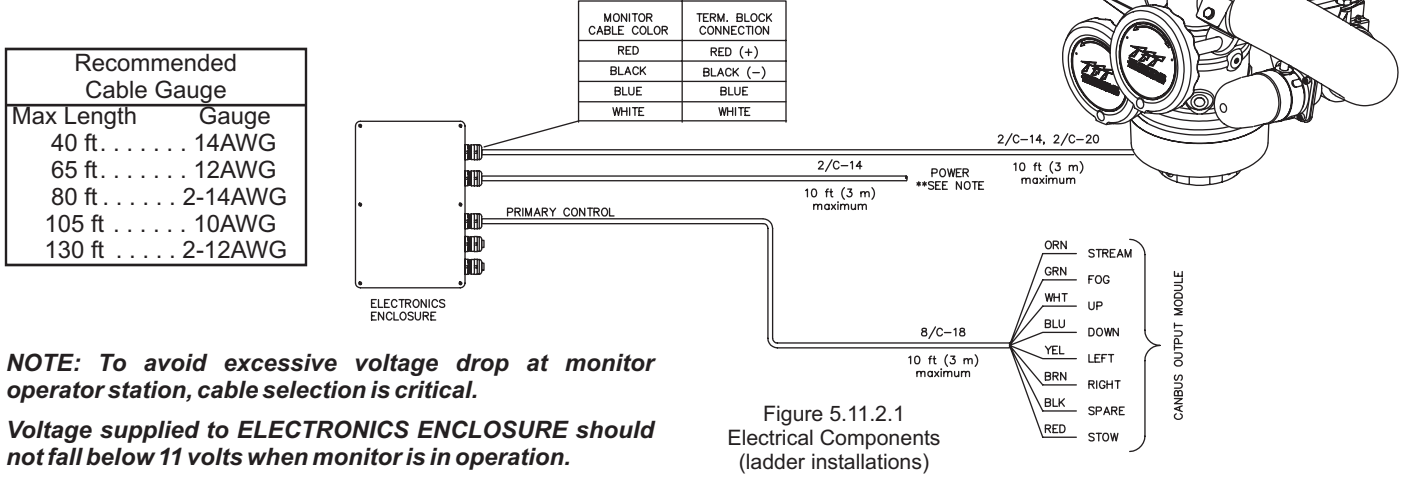 MONITOR CABLE COLOR TERM. BLOCK CONNECTION
RED RED (+)
BLACK BLACK (−)
BLUE BLUE
WHITE WHITE
Recommended
Cable Gauge
Max Length Gauge
40 ft. . . . . . . 14AWG
65 ft. . . . . . . 12AWG
80 ft . . . . . . 2-14AWG
105 ft . . . . . . 10AWG
130 ft . . . . . 2-12AWG
TFT
TFT
2/C-14, 2/C-20
10 ft (3 m)
maximum
2/C-14
10 ft (3 m)
maximum
POWER
**SEE NOTE
PRIMARY CONTROL
ELECTRONICS
ENCLOSURE
8/C-18
10 ft (3 m)
maximum
ORN STREAM
GRN FOG
WHT UP
BLU DOWN
YEL LEFT
BRN RIGHT
BLK SPARE
RED STOW
CANBUS OUTPUT MODULE
NOTE: To avoid excessive voltage drop at monitor
operator station, cable selection is critical.
Voltage supplied to ELECTRONICS ENCLOSURE should
not fall below 11 volts when monitor is in operation.
Figure 5.11.2.1
Electrical Components
(ladder installations)